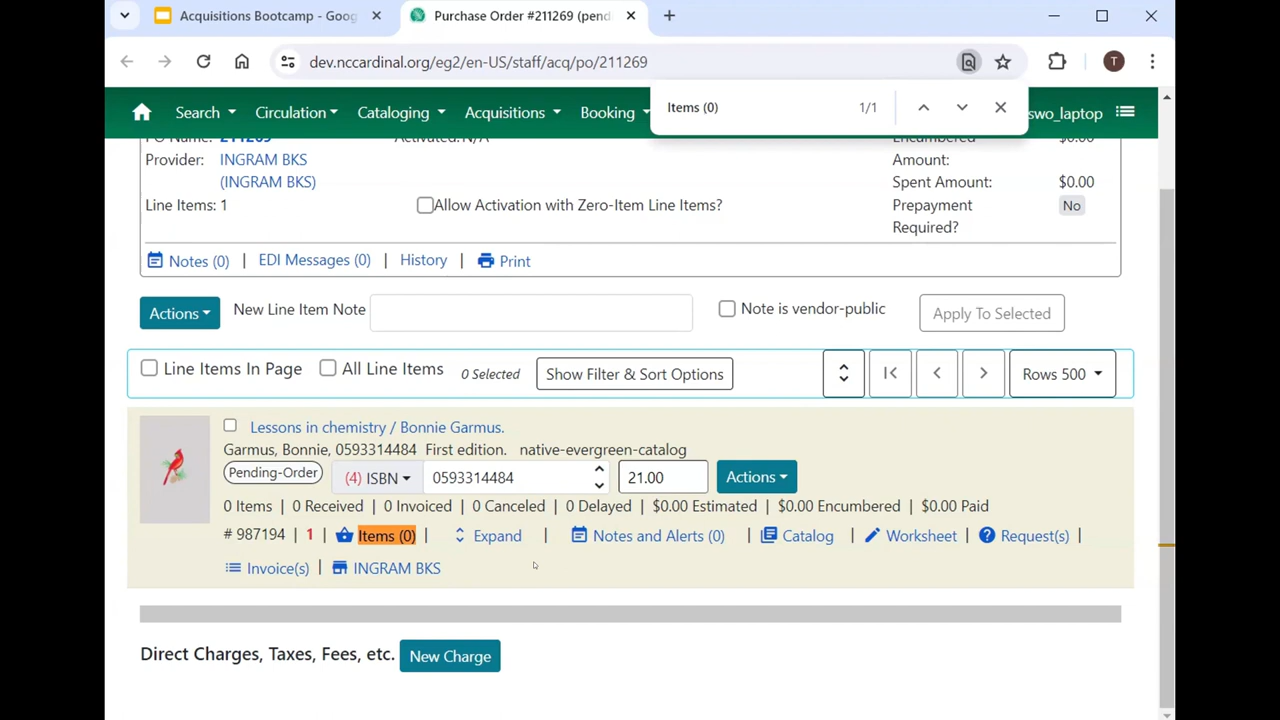 Acquisitions Bootcamp - Goog
Purchase Order #211269 (pend
dev.nccardinal.org/eg2/en-US/staff/acq/po/211269
T
Items (0) 1/1
Search Circulation Cataloging Acquisitions Booking swo_laptop
PO Name: 211269 Activated: N/A Encumbered $0.00
Provider: INGRAM BKS Amount:
(INGRAM BKS) Spent Amount: $0.00
Line Items: 1 Allow Activation with Zero-Item Line Items? Prepayment No
Required?
Notes (0) | EDI Messages (0) | History | Print
Actions New Line Item Note Note is vendor-public Apply To Selected
Line Items In Page All Line Items 0 Selected Show Filter & Sort Options Rows 500
Lessons in chemistry / Bonnie Garmus.
Garmus, Bonnie, 0593314484 First edition. native-evergreen-catalog
Pending-Order (4) ISBN 0593314484 21.00 Actions
0 Items | 0 Received | 0 Invoiced | 0 Canceled | 0 Delayed | $0.00 Estimated | $0.00 Encumbered | $0.00 Paid
# 987194 | 1 | Items (0) | Expand | Notes and Alerts (0) | Catalog | Worksheet | Request(s) |
Invoice(s) | INGRAM BKS
Direct Charges, Taxes, Fees, etc. New Charge